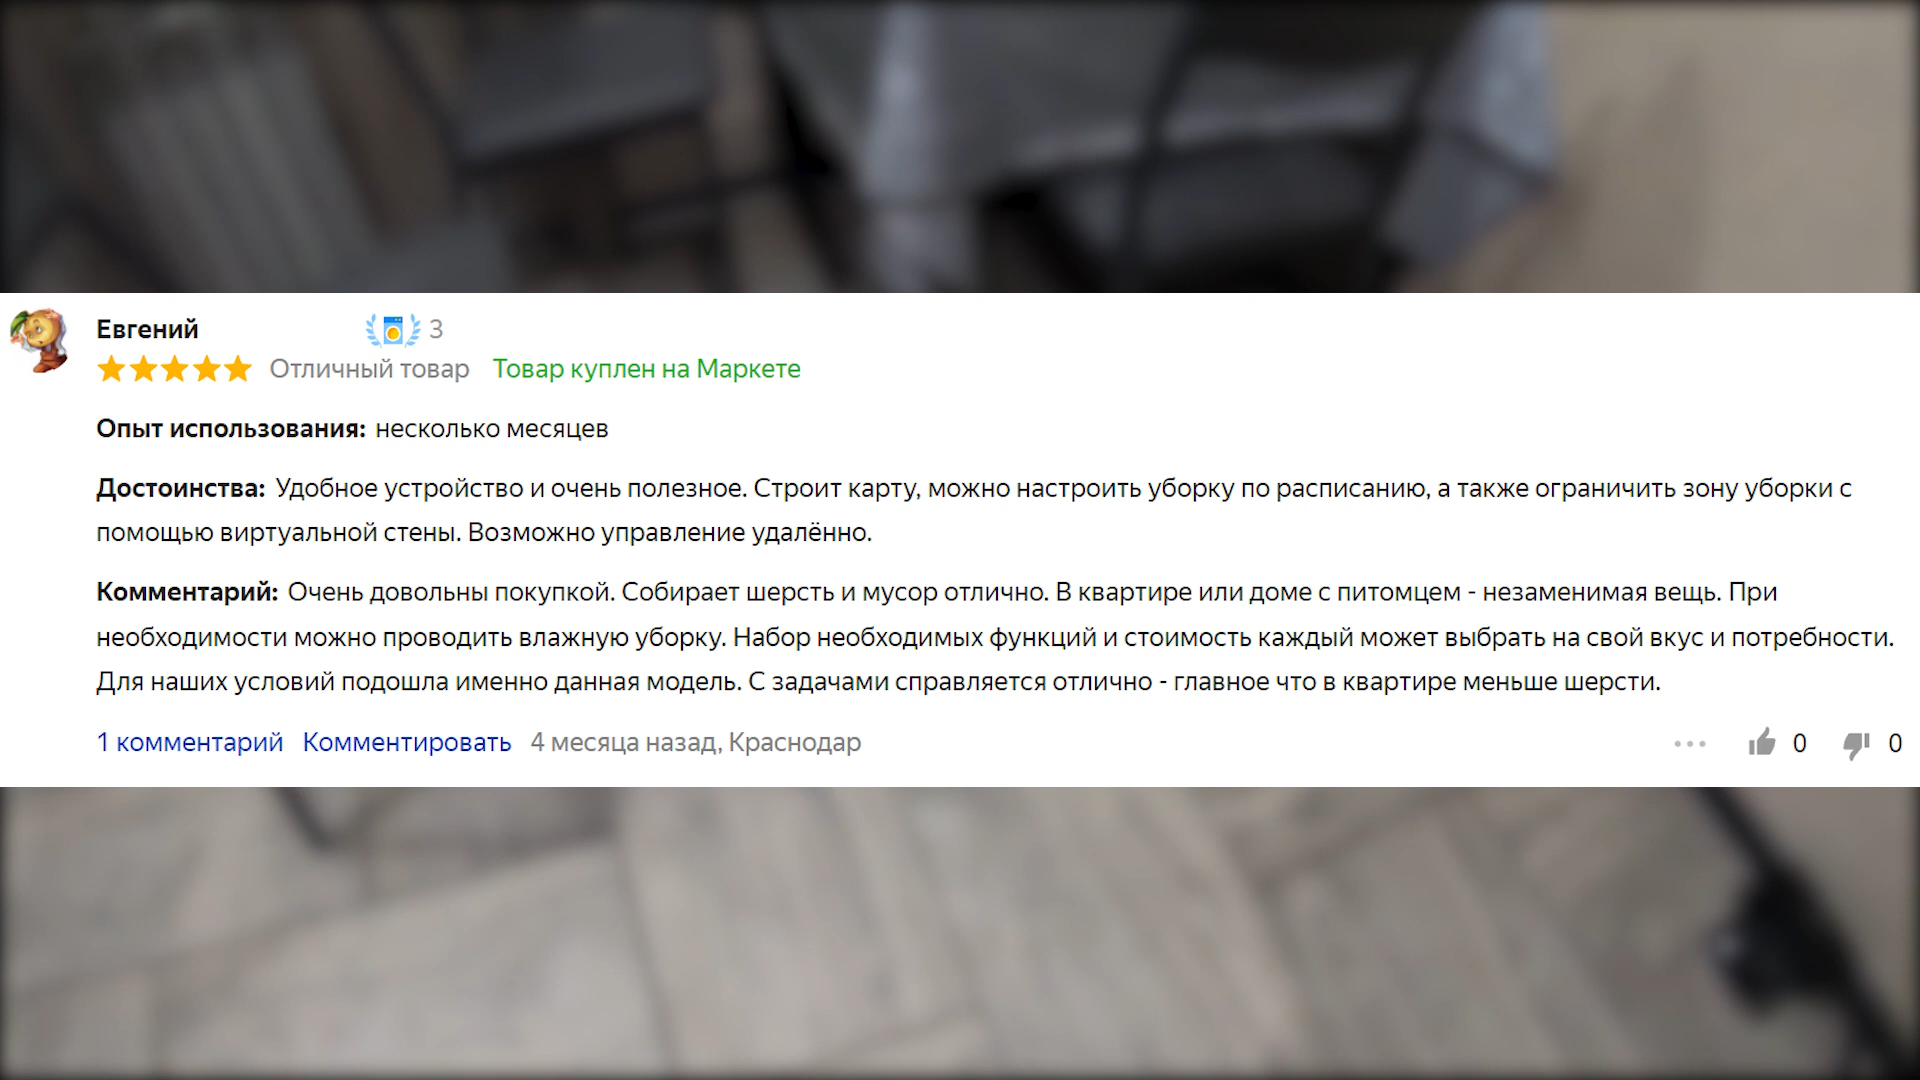 Евгений 3
Отличный товар Товар куплен на Маркете
Опыт использования: несколько месяцев
Достоинства: Удобное устройство и очень полезное. Строит карту, можно настроить уборку по расписанию, а также ограничить зону уборки с
помощью виртуальной стены. Возможно управление удалённо.
Комментарий: Очень довольны покупкой. Собирает шерсть и мусор отлично. В квартире или доме с питомцем - незаменимая вещь. При
необходимости можно проводить влажную уборку. Набор необходимых функций и стоимость каждый может выбрать на свой вкус и потребности.
Для наших условий подошла именно данная модель. С задачами справляется отлично - главное что в квартире меньше шерсти.
1 комментарий Комментировать 4 месяца назад, Краснодар 0 0